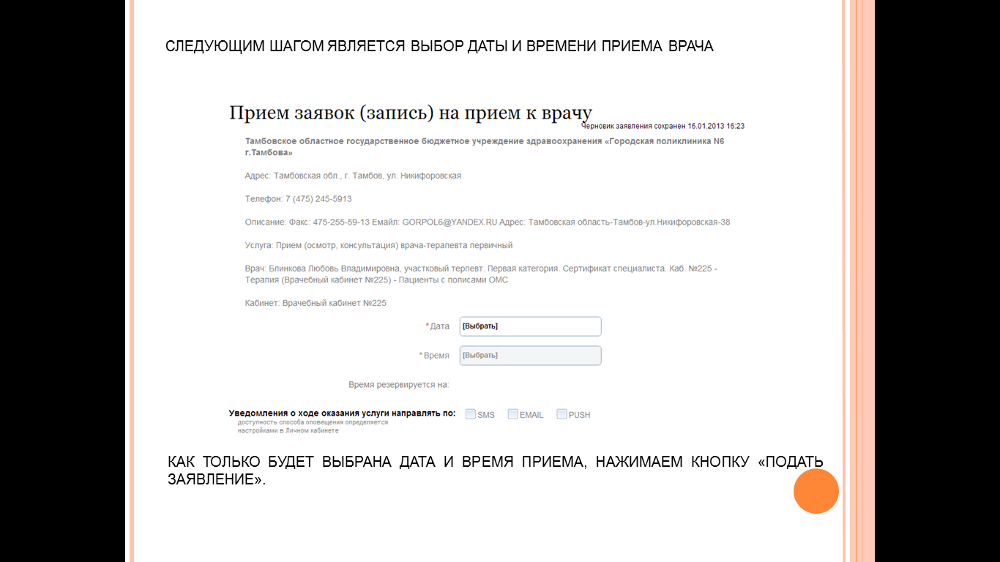 СЛЕДУЮЩИМ ШАГОМ ЯВЛЯЕТСЯ ВЫБОР ДАТЫ И ВРЕМЕНИ ПРИЕМА ВРАЧА
Прием заявок (запись) на прием к врачу
Черновик заявления сохранен 16.01.2013 16:23
Тамбовское областное государственное бюджетное учреждение здравоохранения «Городская поликлиника N6
г.Тамбова»
Адрес: Тамбовская обл., г. Тамбов, ул. Никифоровская
Телефон: 7 (475) 245-5913
Описание: Факс: 475-255-59-13 Емайл: GORPOL6@YANDEX.RU Адрес: Тамбовская область-Тамбов-ул.Никифоровская-38
Услуга: Прием (осмотр, консультация) врача-терапевта первичный
Врач: Блинкова Любовь Владимировна, участковый терпевт. Первая категория. Сертификат специалиста. Каб. №225 -
Терапия (Врачебный кабинет №225) - Пациенты с полисами ОМС
Кабинет: Врачебный кабинет №225
*Дата [Выбрать]
*Время [Выбрать]
Время резервируется на:
Уведомления о ходе оказания услуги направлять по: SMS EMAIL PUSH
доступность способа оповещения определяется
настройками в Личном кабинете
КАК ТОЛЬКО БУДЕТ ВЫБРАНА ДАТА И ВРЕМЯ ПРИЕМА, НАЖИМАЕМ КНОПКУ «ПОДАТЬ
ЗАЯВЛЕНИЕ».